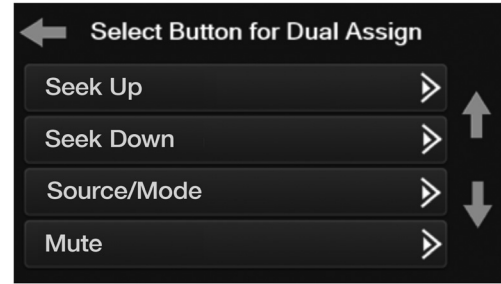 Select Button for Dual Assign
Seek Up
Seek Down
Source/Mode
Mute